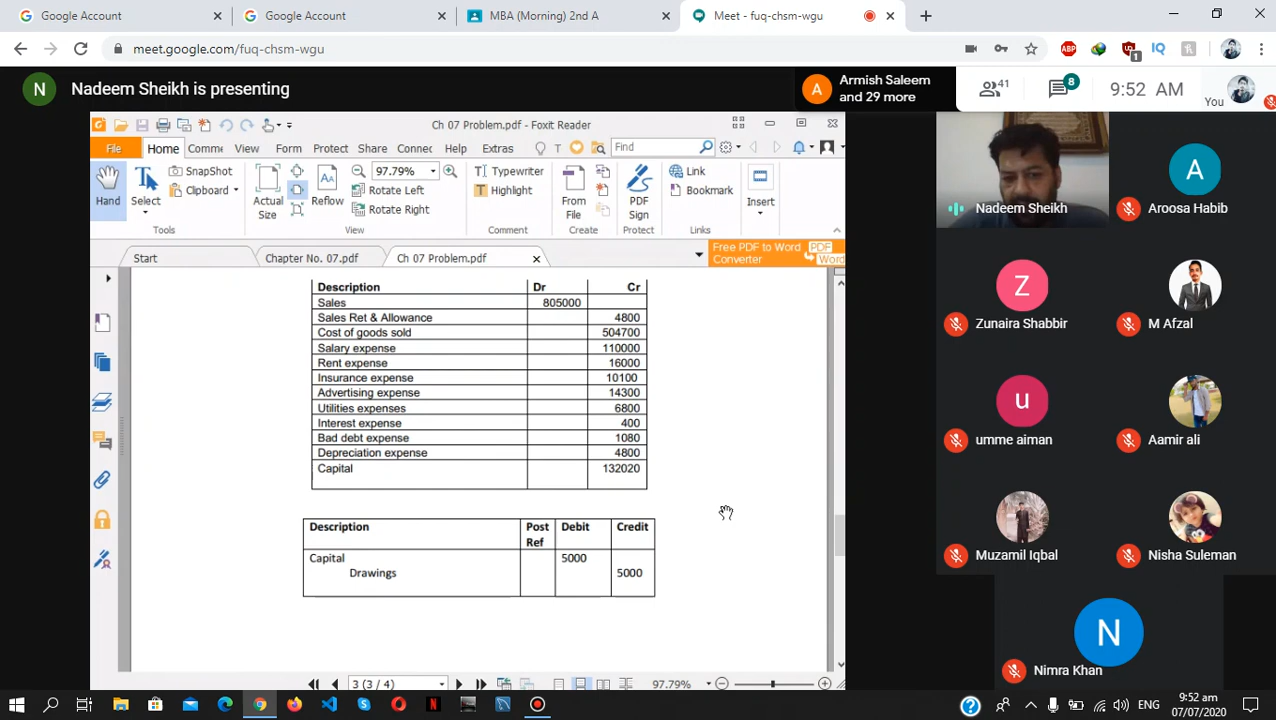 Google Account
Google Account
MBA (Morning) 2nd A
Meet - fuq-chsm-wgu
meet.google.com/fuq-chsm-wgu
ABP
1
IQ
N
Nadeem Sheikh is presenting
A
Armish Saleem
and 29 more
41
8
9:52 AM
You
Ch 07 Problem.pdf - Foxit Reader
File
Home
Comme
View
Form
Protect
Share
Connec
Help
Extras
Find
Hand
Select
SnapShot
Clipboard
Actual
Size
97.79%
Rotate Left
Rotate Right
Reflow
Typewriter
Highlight
From
File
PDF
Sign
Link
Bookmark
Insert
Tools
View
Comment
Create
Protect
Links
Start
Chapter No. 07.pdf
Ch 07 Problem.pdf
Free PDF to Word
Converter
PDF
Word
Description Dr Cr
Sales 805000
Sales Ret & Allowance 4800
Cost of goods sold 504700
Salary expense 110000
Rent expense 16000
Insurance expense 10100
Advertising expense 14300
Utilities expenses 6800
Interest expense 400
Bad debt expense 1080
Depreciation expense 4800
Capital 132020
Description Post Ref Debit Credit
Capital 5000
Drawings 5000
3 (3 / 4)
97.79%
Nadeem Sheikh
A
Aroosa Habib
Z
Zunaira Shabbir
M Afzal
u
umme aiman
Aamir ali
Muzamil Iqbal
Nisha Suleman
N
Nimra Khan
ENG
9:52 am
07/07/2020